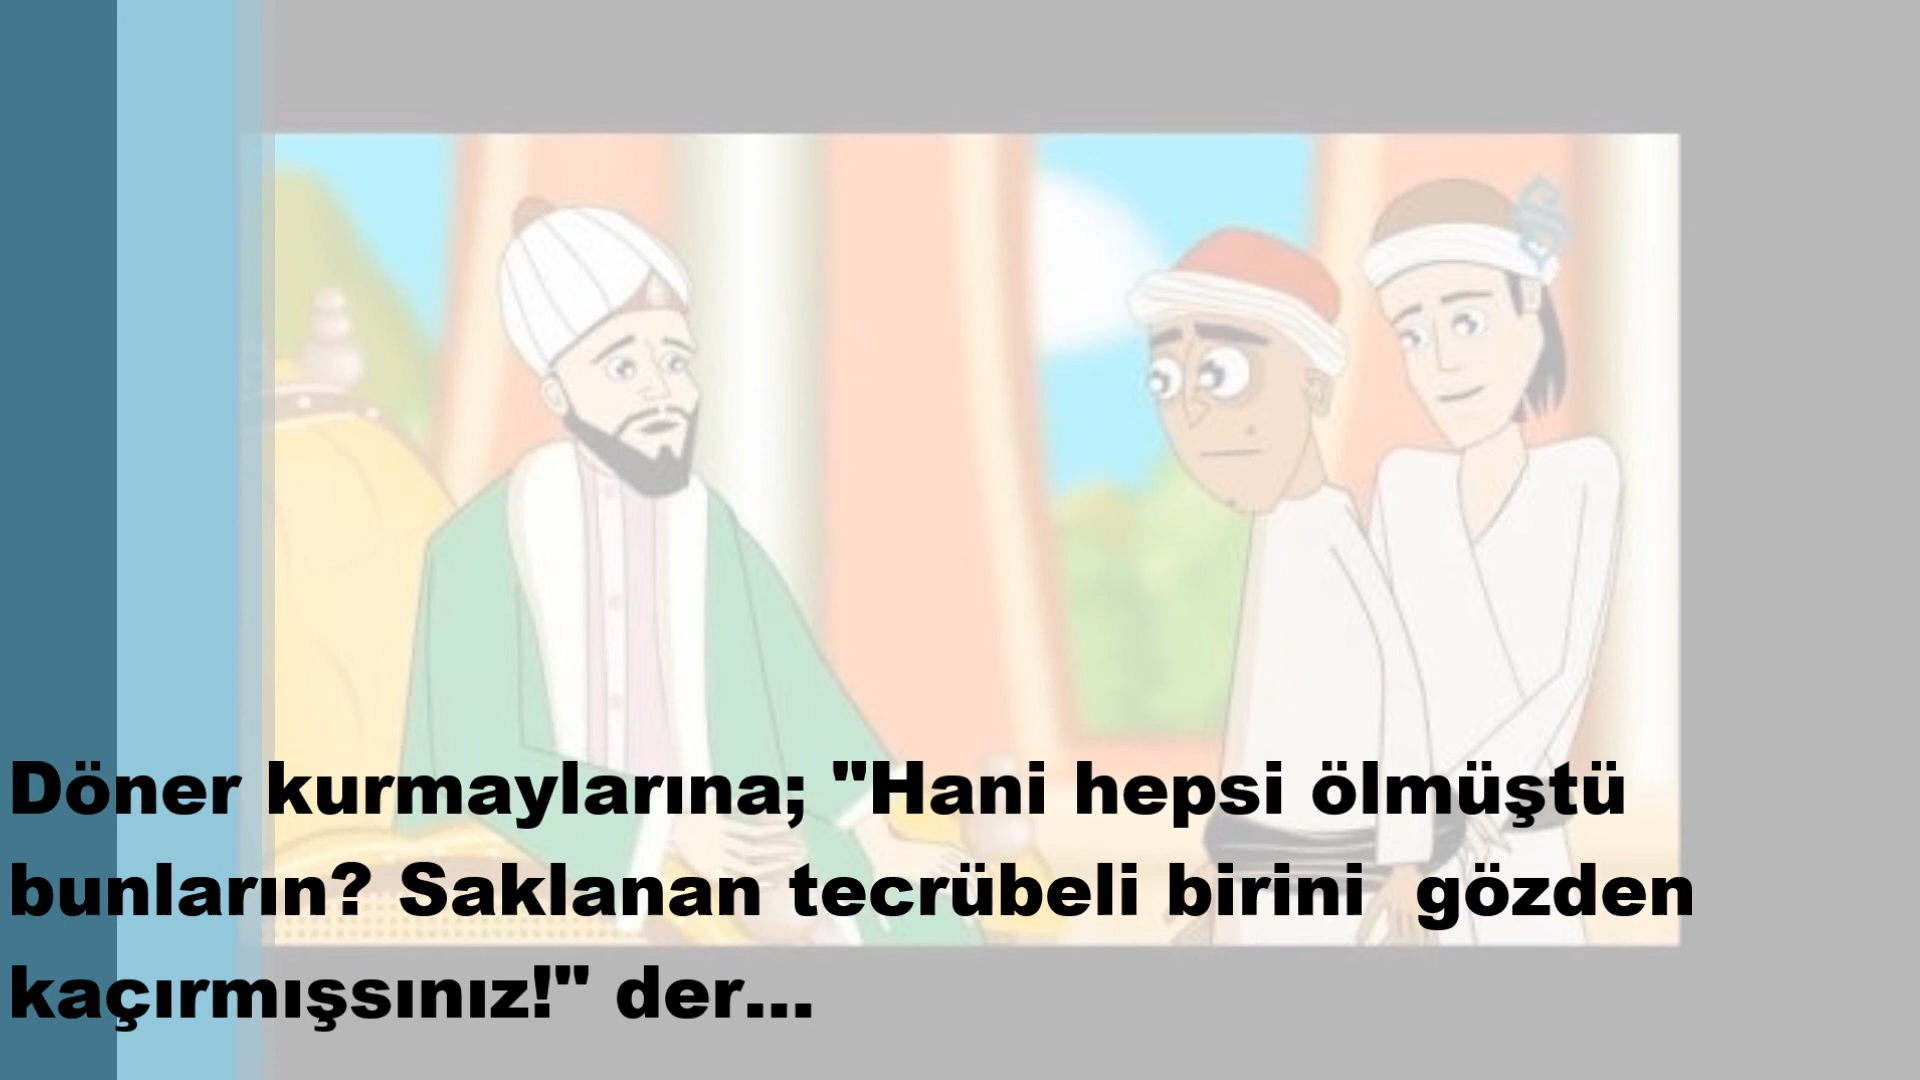 Döner kurmaylarına; "Hani hepsi ölmüştü
bunların? Saklanan tecrübeli birini  gözden
kaçırmışsınız!" der...